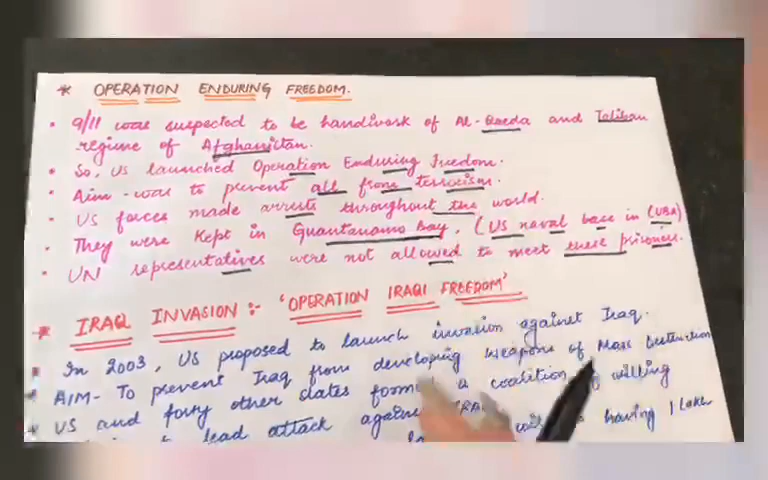 * OPERATION ENDURING FREEDOM.
• 9/11 was suspected to be handiwork of Al-Qaeda and Taliban
regime of Afghanistan.
• So, US launched Operation Enduring Freedom.
• Aim - was to prevent all from terrorism.
• US forces made arrests throughout the world.
• They were kept in Guantanamo Bay. (US naval base in CUBA)
• UN representatives were not allowed to meet these prisoners.
* IRAQ INVASION :- 'OPERATION IRAQI FREEDOM'
• In 2003, US proposed to launch invasion against Iraq.
* AIM- To prevent Iraq from developing weapons of Mass Destruction
* US and forty other states a coalition of willing
lead attack having 1 Lakh